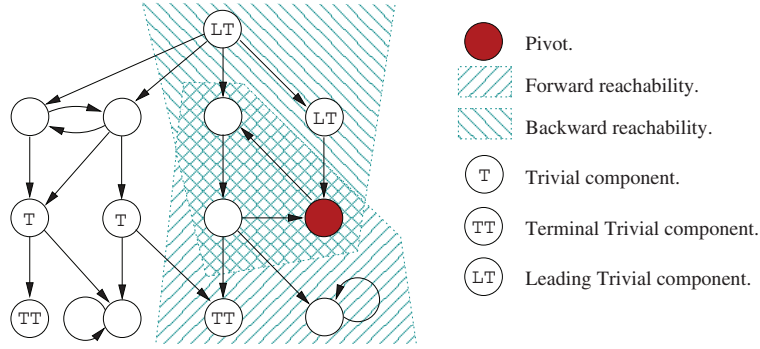 LT
Pivot.
Forward reachability.
LT
Backward reachability.
T
Trivial component.
T
T
TT
Terminal Trivial component.
LT
Leading Trivial component.
TT
TT